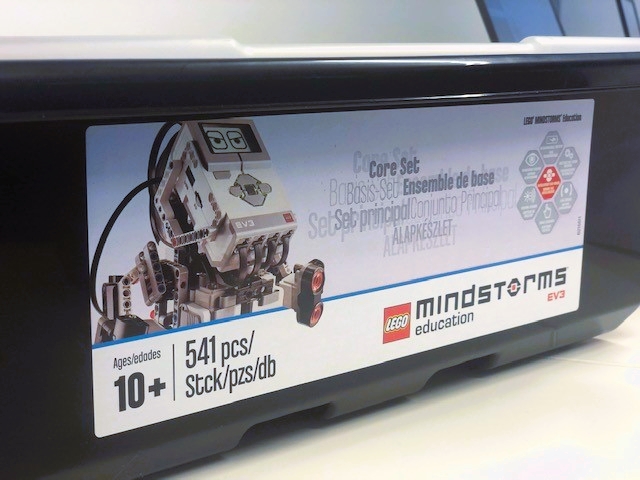 LEGO® MINDSTORMS® Education
Core Set
Basis-Set Ensemble de base
Set principal Conjunto Principal
ALAPKÉSZLET
EV3
LEGO mindstorms
education EV3
Ages/edades
10+
541 pcs/
Stck/pzs/db